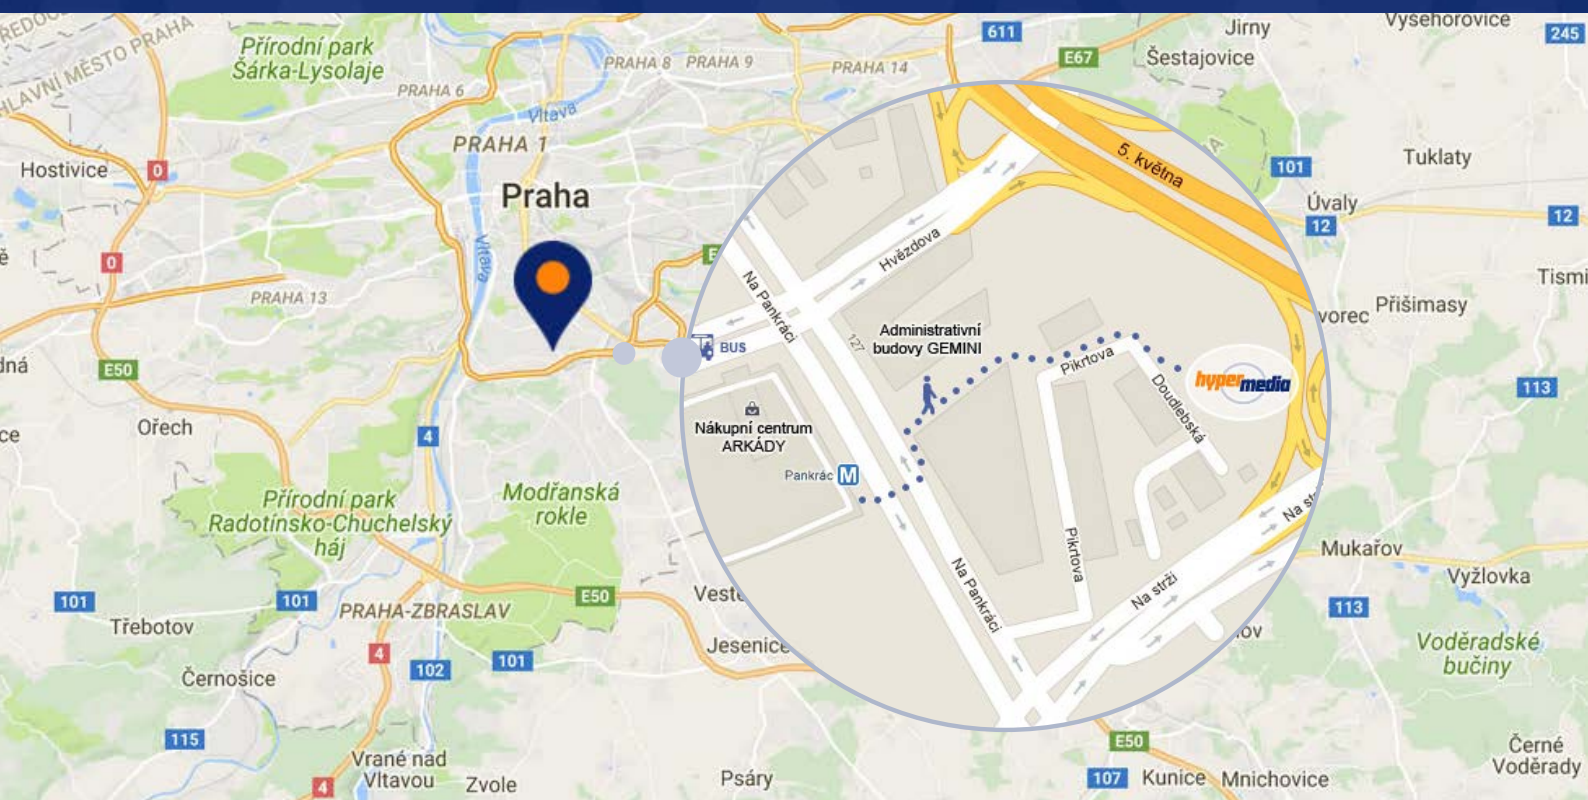 HLAVNÍ MĚSTO PRAHA
Přírodní park
Šárka-Lysolaje
PRAHA 6
PRAHA 8
PRAHA 9
PRAHA 14
611
E67
Jirny
Šestajovice
Vyšehořovice
245
Vltava
PRAHA 1
Praha
Hostivice
0
0
Vltava
PRAHA 13
E50
Ořech
4
Přírodní park
Radotínsko-Chuchelský
háj
Modřanská
rokle
101
101
PRAHA-ZBRASLAV
E50
Třebotov
4
102
101
Černošice
Jesenice
115
Vrané nad
Vltavou
4
Zvole
Psáry
5. května
Hvězdova
Na Pankráci
127
BUS
Administrativní
budovy GEMINI
Pikrtova
Doudlebská
hypermedia
Nákupní centrum
ARKÁDY
Pankrác M
Pikrtova
Na Pankráci
Na strži
101
Tuklaty
Úvaly
12
12
Tismi
Přišimasy
vorec
113
Mukařov
Vyžlovka
113
Voděradské
bučiny
E50
107
Kunice
Mnichovice
Černé
Voděrady